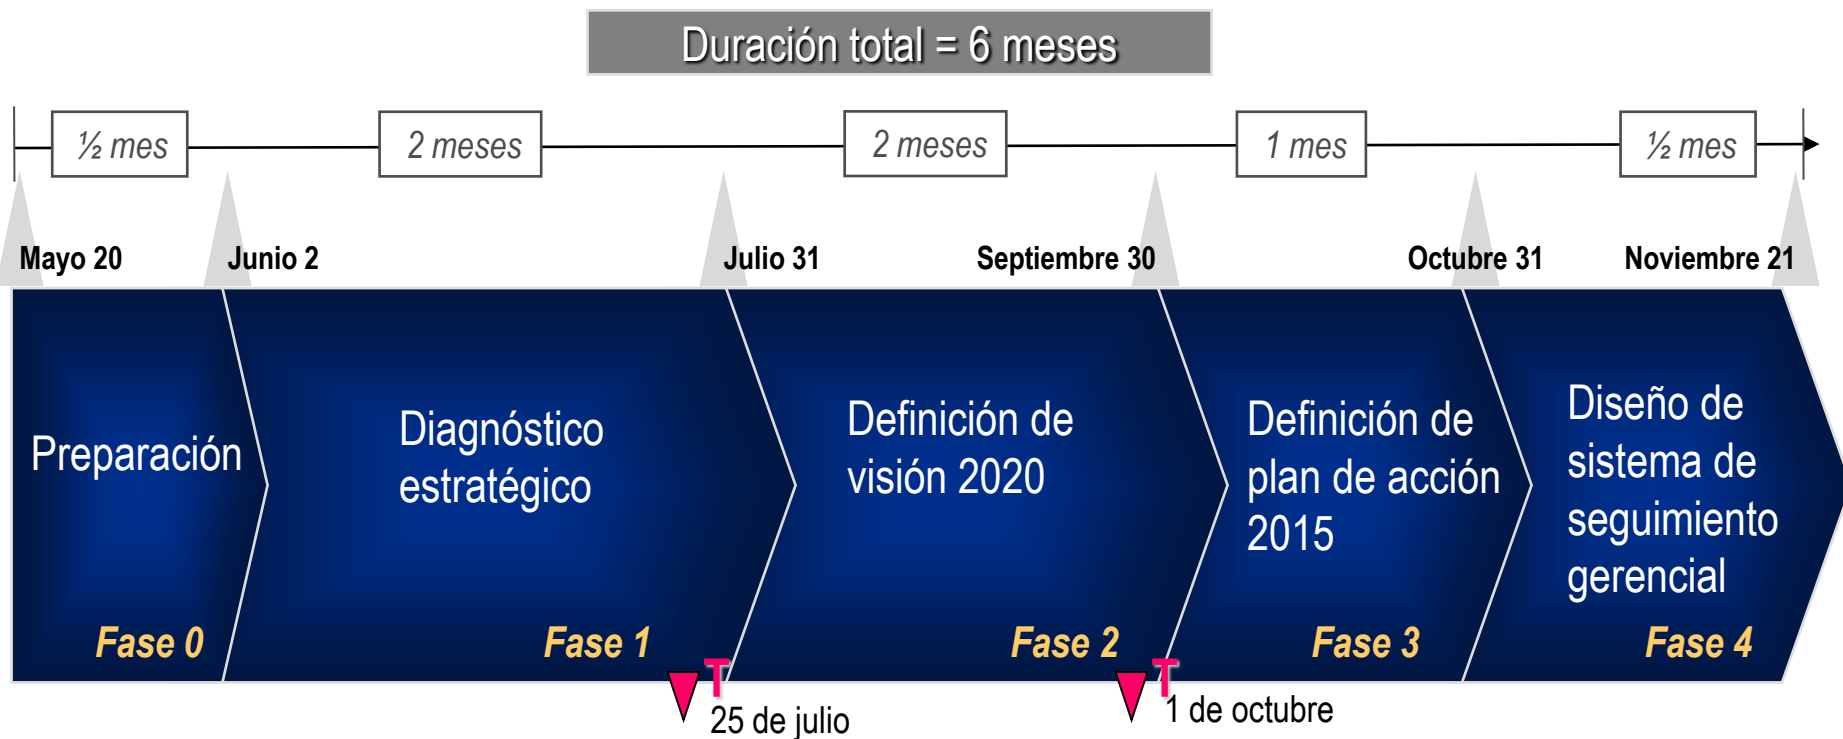 Duración total = 6 meses
½ mes
2 meses
2 meses
1 mes
½ mes
Mayo 20
Junio 2
Julio 31
Septiembre 30
Octubre 31
Noviembre 21
Preparación
Fase 0
Diagnóstico
estratégico
Fase 1
Definición de
visión 2020
Fase 2
Definición de
plan de acción
2015
Fase 3
Diseño de
sistema de
seguimiento
gerencial
Fase 4
T
25 de julio
T
1 de octubre